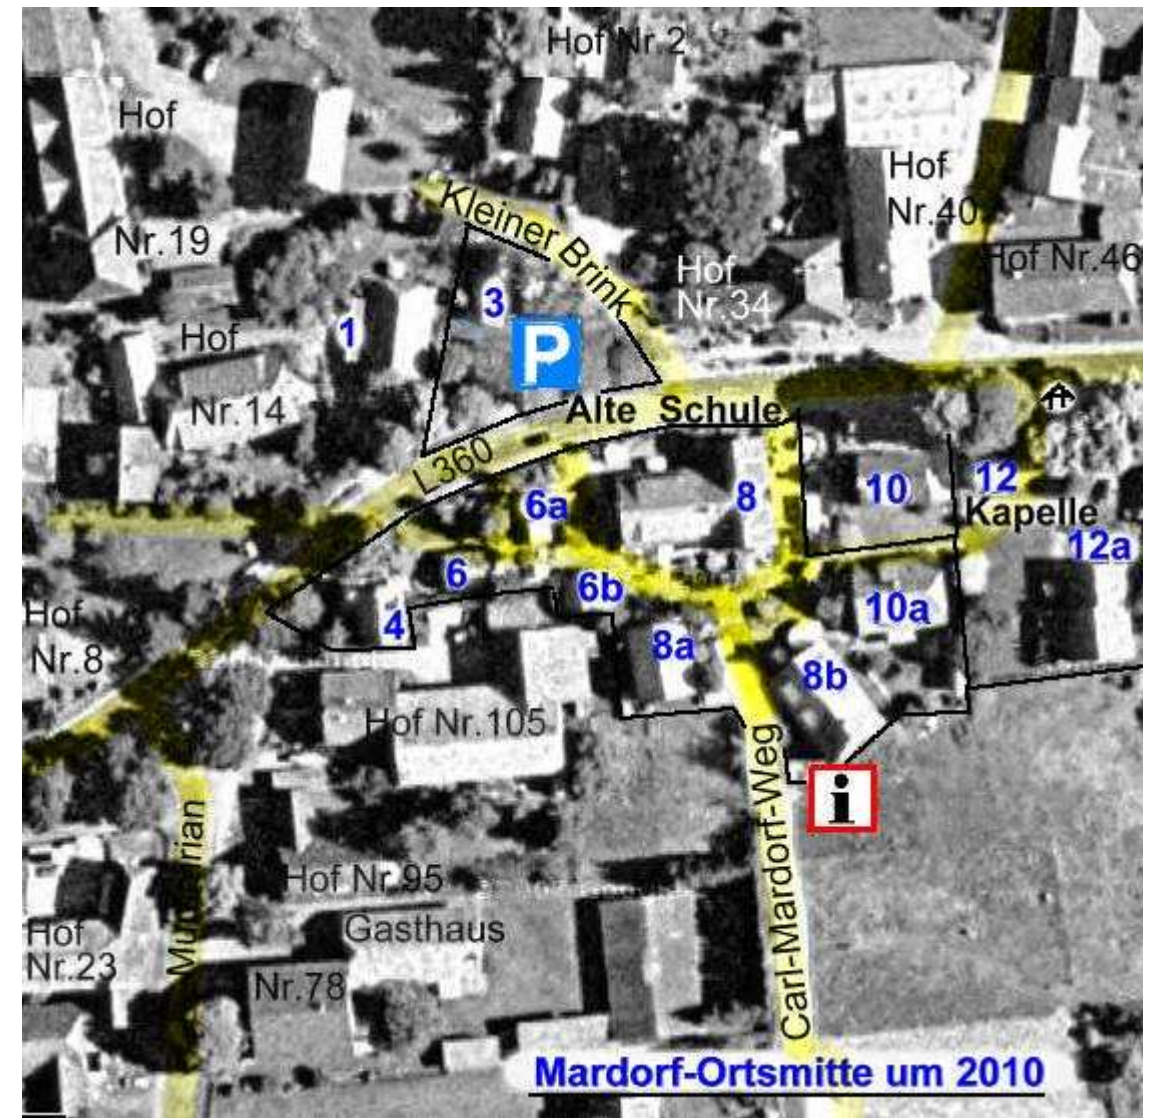 Hof Nr.2
Hof
Nr.19
Kleiner Brink
Hof
Nr.40
Hof Nr.46
Hof
Nr.34
3
1
P
Hof
Nr.14
Alte Schule
L360
6a
8
10
12
Kapelle
12a
6
6b
4
10a
8a
8b
Hof
Nr.8
Hof Nr.105
i
Carl-Mardorf-Weg
Hof Nr.95
Gasthaus
Hof
Nr.23
Nr.78
Mardorf-Ortsmitte um 2010